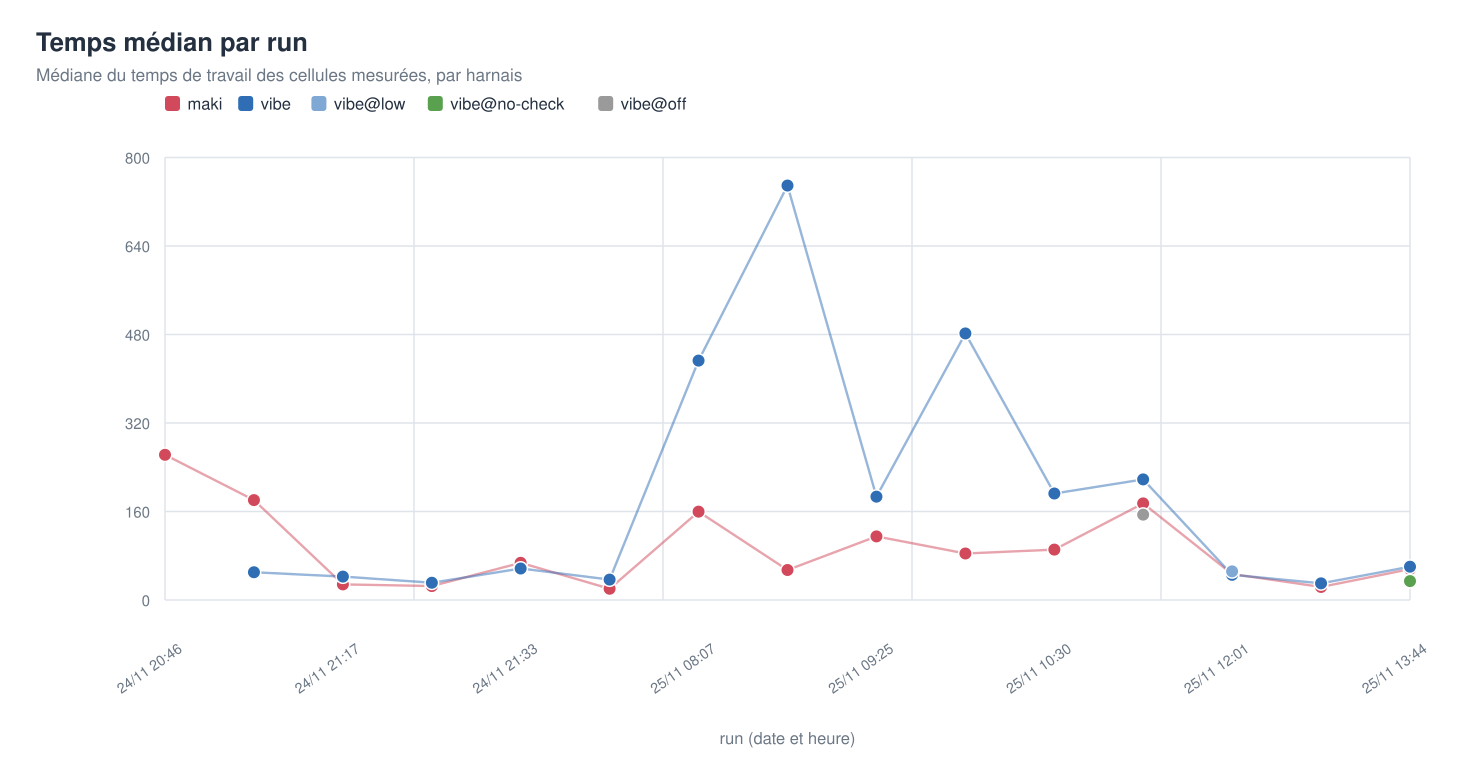 Temps médian par run
Médiane du temps de travail des cellules mesurées, par harnais
maki vibe vibe@low vibe@no-check vibe@off
800
640
480
320
160
0
24/11 20:46 24/11 21:17 24/11 21:33 25/11 08:07 25/11 09:25 25/11 10:30 25/11 12:01 25/11 13:44
run (date et heure)